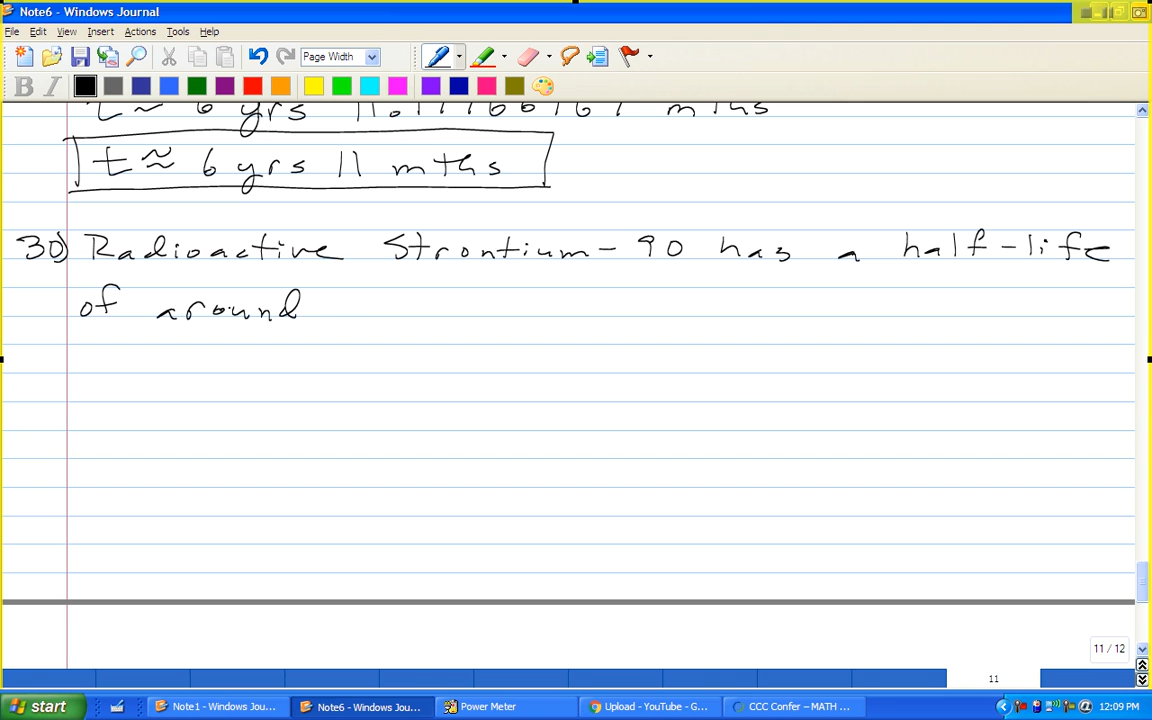 Note6 - Windows Journal
File Edit View Insert Actions Tools Help
Page Width
B I
mths
t ≈ 6 yrs 11 mths
30) Radioactive Strontium-90 has a half-life
of around
11 / 12
11
start Note1 - Windows Jou... Note6 - Windows Jou... Power Meter Upload - YouTube - G... CCC Confer – MATH ... 12:09 PM